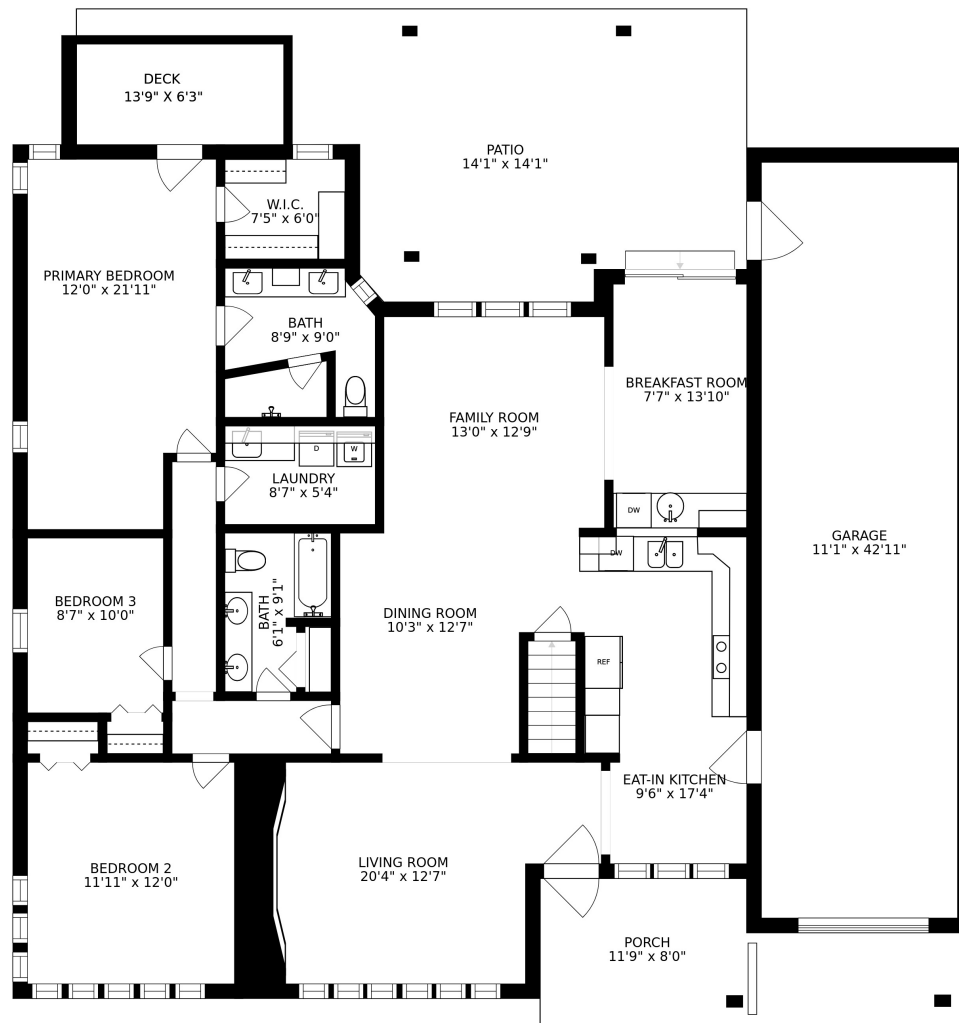 DECK
13'9" X 6'3"
PATIO
14'1" x 14'1"
W.I.C.
7'5" x 6'0"
PRIMARY BEDROOM
12'0" x 21'11"
BATH
8'9" x 9'0"
BREAKFAST ROOM
7'7" x 13'10"
FAMILY ROOM
13'0" x 12'9"
D
W
LAUNDRY
8'7" x 5'4"
DW
GARAGE
11'1" x 42'11"
DW
BEDROOM 3
8'7" x 10'0"
BATH
6'1" x 9'1"
DINING ROOM
10'3" x 12'7"
REF
EAT-IN KITCHEN
9'6" x 17'4"
BEDROOM 2
11'11" x 12'0"
LIVING ROOM
20'4" x 12'7"
PORCH
11'9" x 8'0"